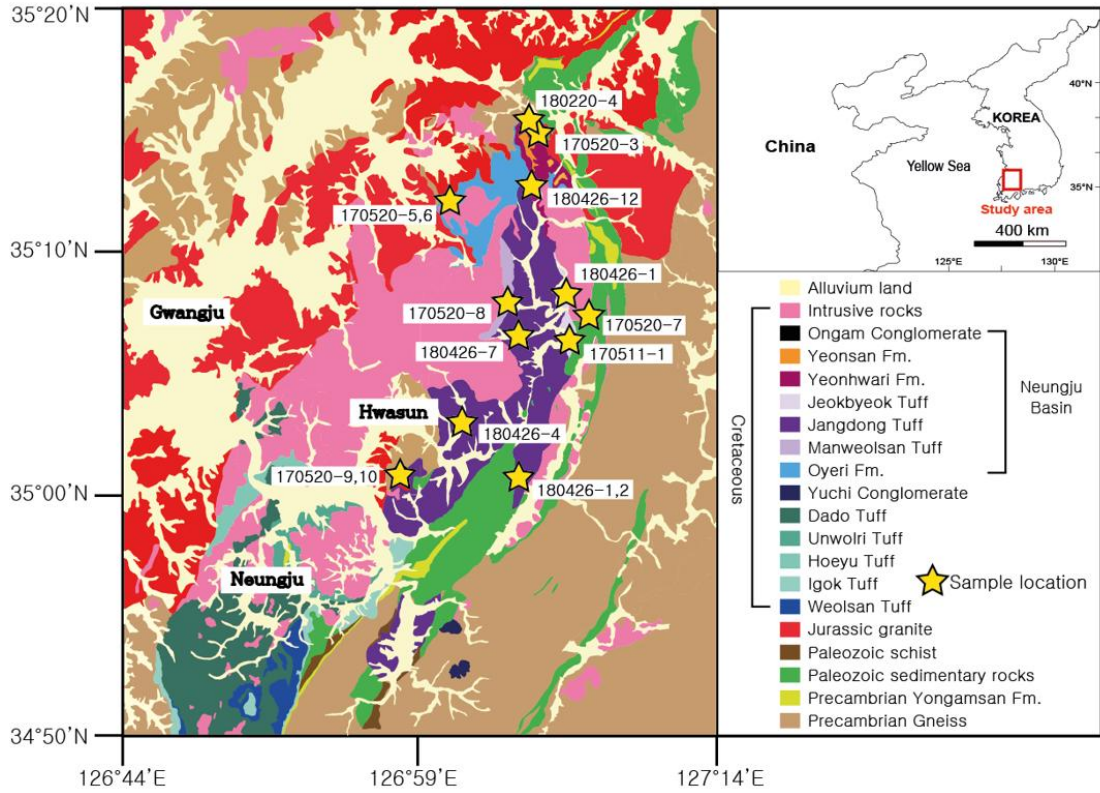 35°20'N
35°10'N
35°00'N
34°50'N
126°44'E
126°59'E
127°14'E
180220-4
170520-3
180426-12
170520-5,6
180426-1
170520-8
170520-7
180426-7
170511-1
180426-4
170520-9,10
180426-1,2
Gwangju
Hwasun
Neungju
China
KOREA
Yellow Sea
Study area
400 km
40°N
35°N
125°E
130°E
Alluvium land
Intrusive rocks
Ongam Conglomerate
Yeonsan Fm.
Yeonhwari Fm.
Jeokbyeok Tuff
Jangdong Tuff
Manweolsan Tuff
Oyeri Fm.
Yuchi Conglomerate
Dado Tuff
Unwolri Tuff
Hoeyu Tuff
Igok Tuff
Weolsan Tuff
Jurassic granite
Paleozoic schist
Paleozoic sedimentary rocks
Precambrian Yongamsan Fm.
Precambrian Gneiss
Cretaceous
Neungju
Basin
Sample location